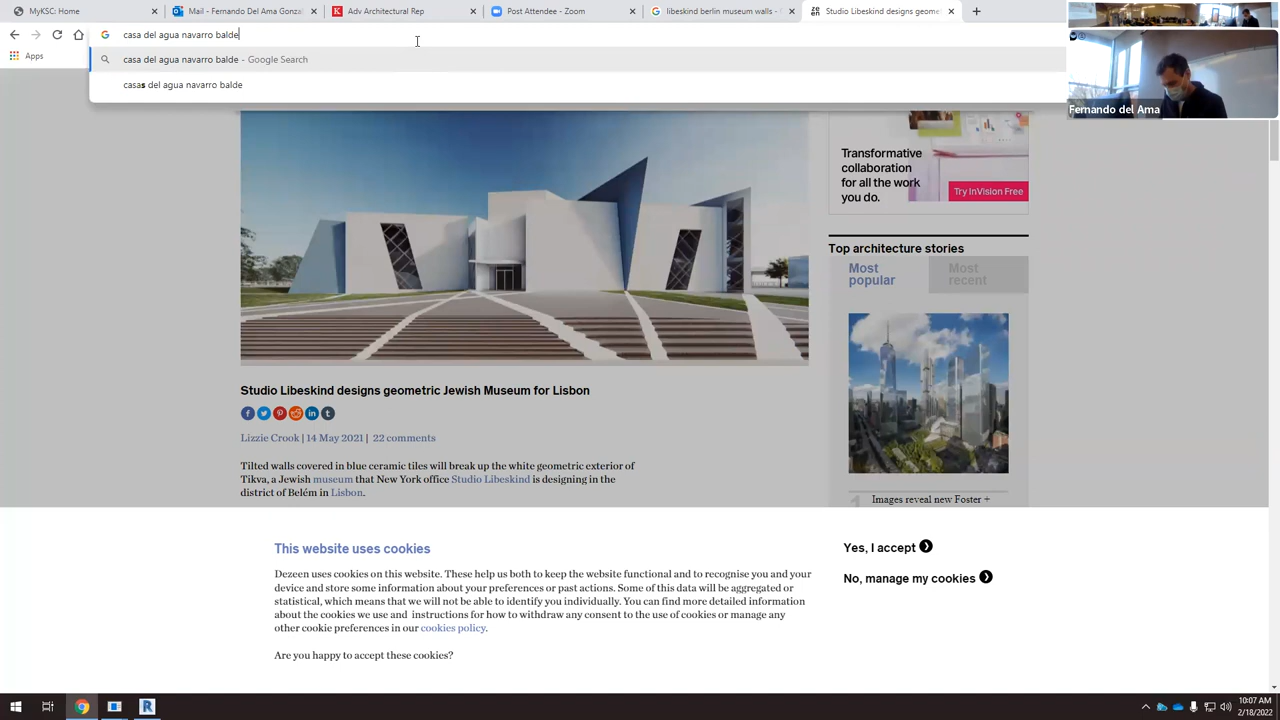 MyKSC: Home
Mail - Fernando Del Ama Gonzal
Adv Architectural Rep
Post Attendee - Zoom
libeskind berlin museum walls -
Studio Libeskind designs geomet
casa del agua navarro balde
Apps
casa del agua navarro balde - Google Search
casas del agua navarro balde
Fernando del Ama
Transformative
collaboration
for all the work
you do.
Try InVision Free
Top architecture stories
Most
popular
Most
recent
Studio Libeskind designs geometric Jewish Museum for Lisbon
Lizzie Crook | 14 May 2021 | 22 comments
Tilted walls covered in blue ceramic tiles will break up the white geometric exterior of
Tikva, a Jewish museum that New York office Studio Libeskind is designing in the
district of Belém in Lisbon.
1
Images reveal new Foster +
This website uses cookies
Dezeen uses cookies on this website. These help us both to keep the website functional and to recognise you and your
device and store some information about your preferences or past actions. Some of this data will be aggregated or
statistical, which means that we will not be able to identify you individually. You can find more detailed information
about the cookies we use and instructions for how to withdraw any consent to the use of cookies or manage any
other cookie preferences in our cookies policy.
Are you happy to accept these cookies?
Yes, I accept
No, manage my cookies
10:07 AM
2/18/2022